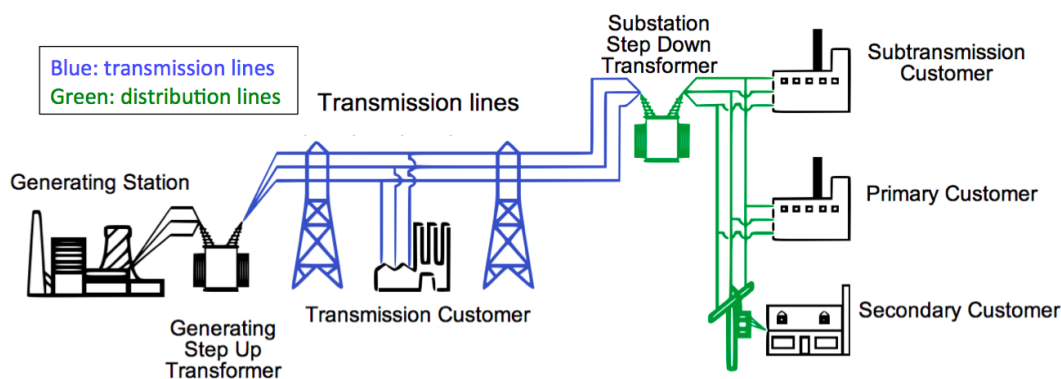 Blue: transmission lines
Green: distribution lines
Transmission lines
Substation
Step Down
Transformer
Subtransmission
Customer
Generating Station
Primary Customer
Transmission Customer
Secondary Customer
Generating
Step Up
Transformer